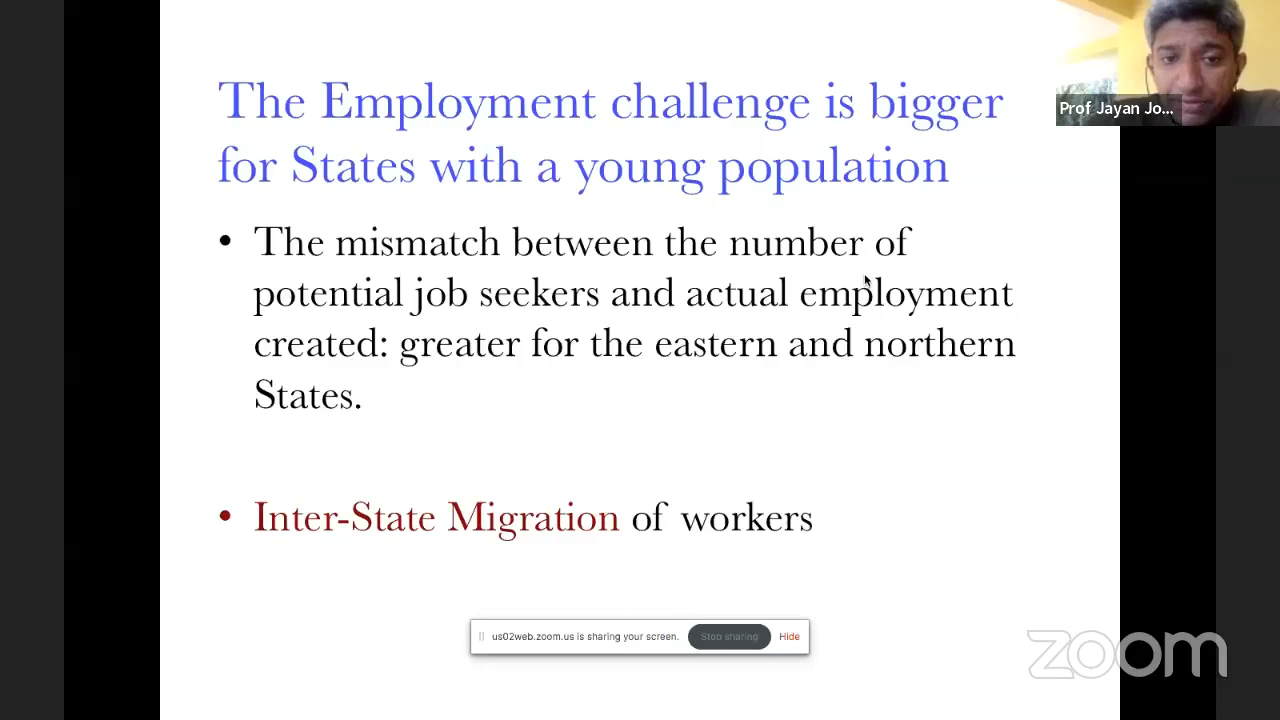 The Employment challenge is bigger
for States with a young population
• The mismatch between the number of
potential job seekers and actual employment
created: greater for the eastern and northern
States.
• Inter-State Migration of workers
Prof Jayan Jo...
us02web.zoom.us is sharing your screen.
Stop sharing
Hide
zoom